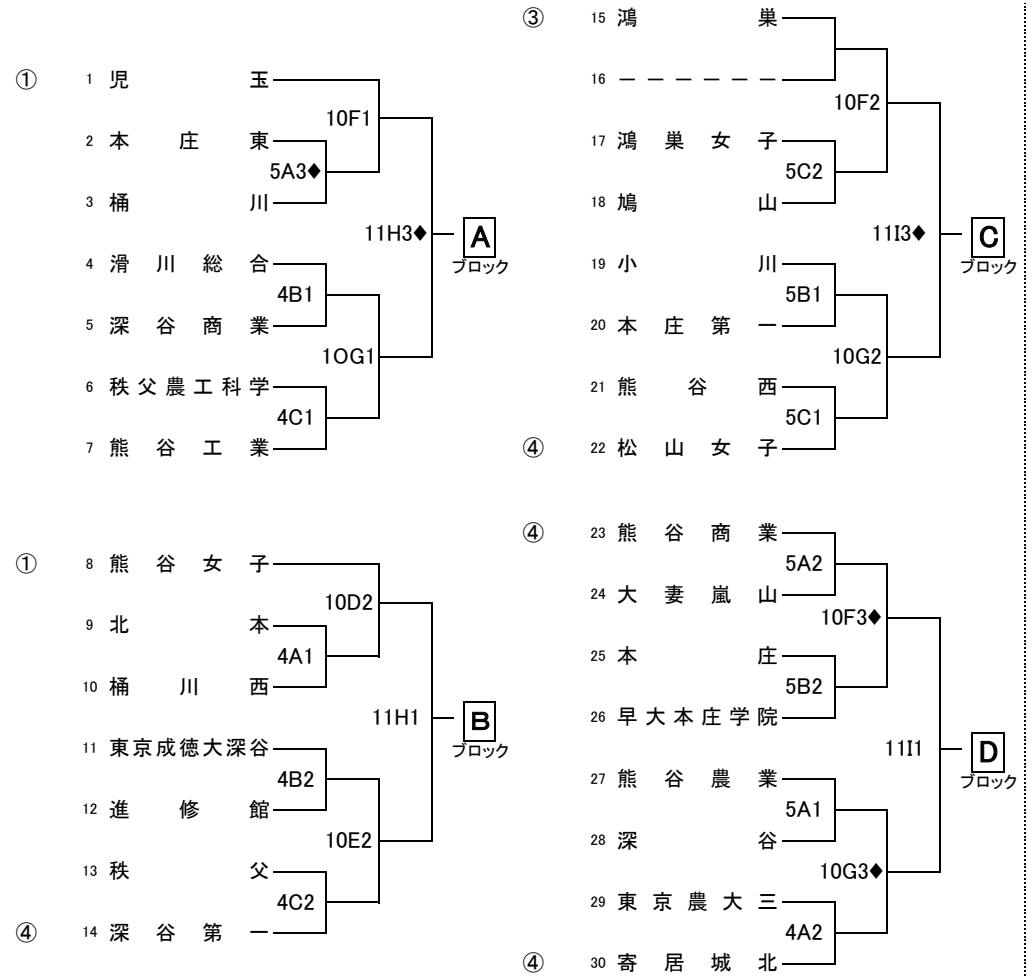 ① 1 児玉
10F1
2 本庄東
5A3◆
3 桶川
11H3◆ A
ブロック
4 滑川総合
4B1
5 深谷商業
1OG1
6 秩父農工科学
4C1
7 熊谷工業
① 8 熊谷女子
10D2
9 北本
4A1
10 桶川西
11H1 B
ブロック
11 東京成徳大深谷
4B2
12 進修館
10E2
13 秩父
4C2
④ 14 深谷第一
③ 15 鴻巣
16 ーーーーーー
10F2
17 鴻巣女子
5C2
18 鳩山
11I3◆ C
ブロック
19 小川
5B1
20 本庄第一
10G2
21 熊谷西
5C1
④ 22 松山女子
④ 23 熊谷商業
5A2
24 大妻嵐山
10F3◆
25 本庄
5B2
26 早大本庄学院
11I1 D
ブロック
27 熊谷農業
5A1
28 深谷
10G3◆
29 東京農大三
4A2
④ 30 寄居城北